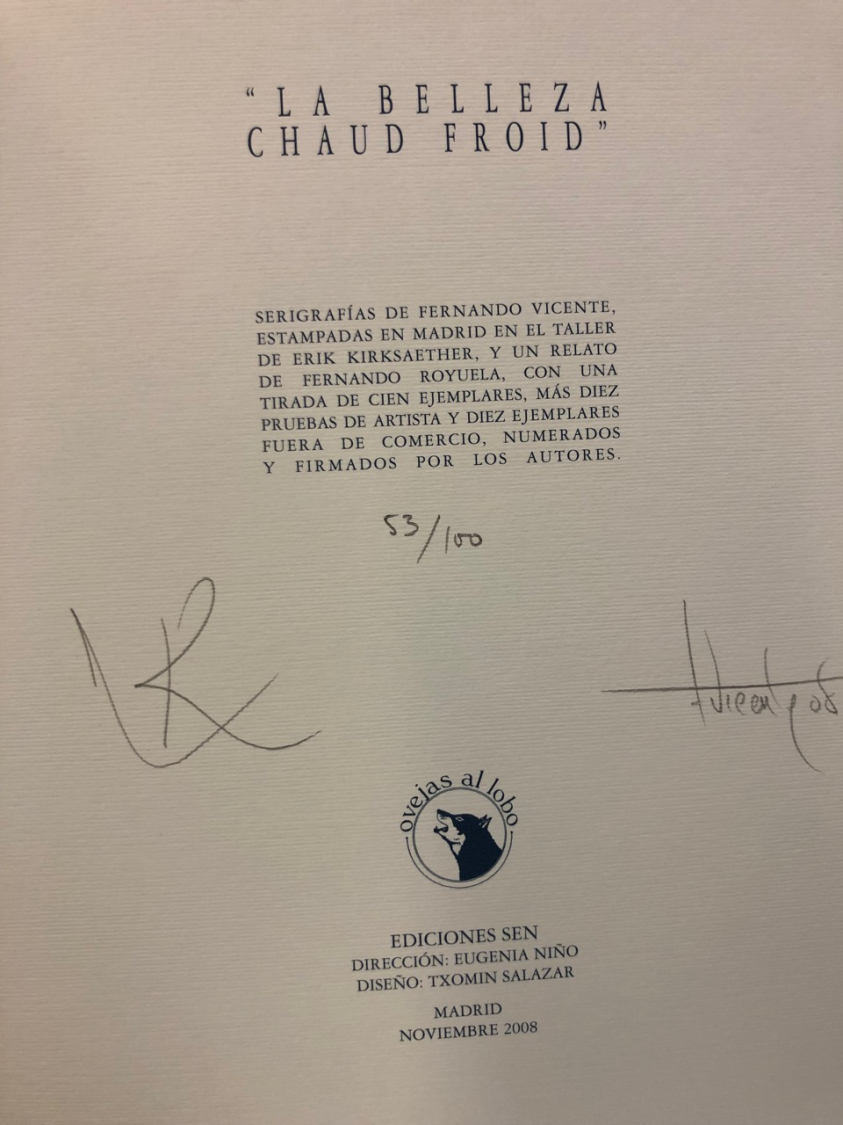 “LA BELLEZA
CHAUD FROID”
SERIGRAFÍAS DE FERNANDO VICENTE,
ESTAMPADAS EN MADRID EN EL TALLER
DE ERIK KIRKSAETHER, Y UN RELATO
DE FERNANDO ROYUELA, CON UNA
TIRADA DE CIEN EJEMPLARES, MÁS DIEZ
PRUEBAS DE ARTISTA Y DIEZ EJEMPLARES
FUERA DE COMERCIO, NUMERADOS
Y FIRMADOS POR LOS AUTORES.
53/100
ovejas al lobo
EDICIONES SEN
DIRECCIÓN: EUGENIA NIÑO
DISEÑO: TXOMIN SALAZAR
MADRID
NOVIEMBRE 2008